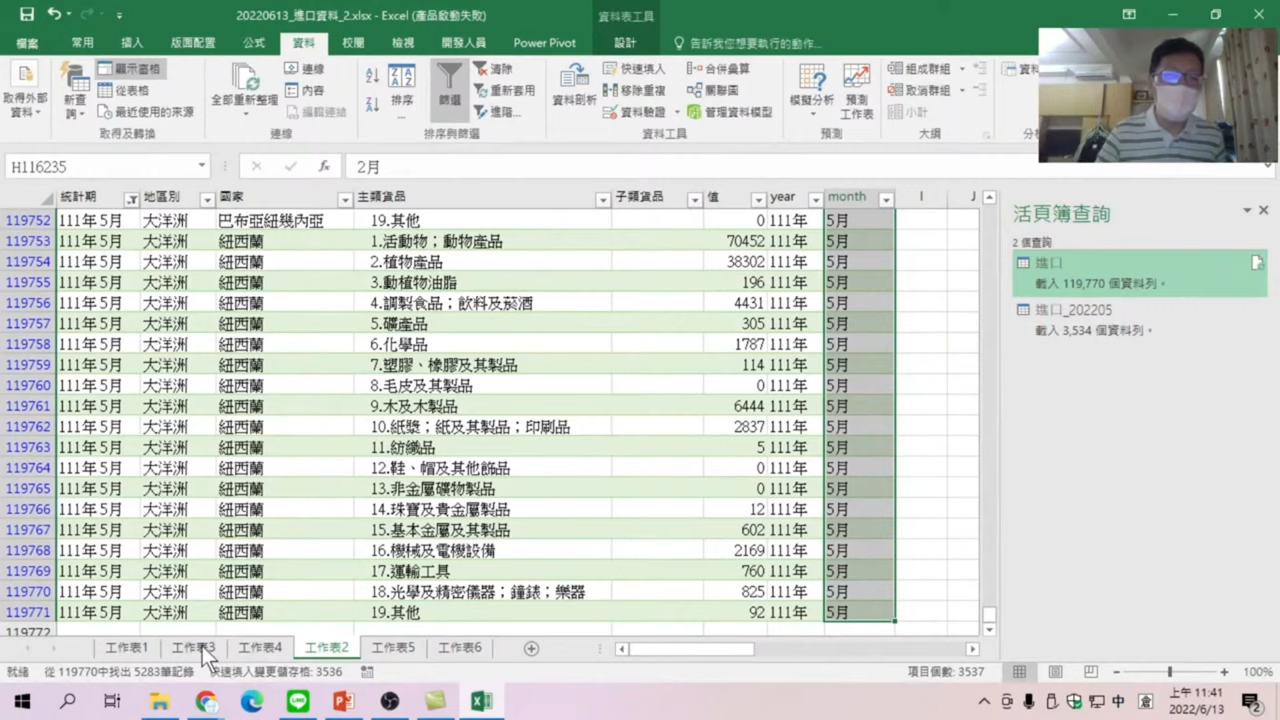 20220613_進口資料_2.xlsx - Excel (產品啟動失敗)
資料表工具
檔案 常用 插入 版面配置 公式 資料 校閱 檢視 開發人員 Power Pivot 設計 告訴我您想要執行的動作...
取得外部資料 新查詢 顯示查詢 從表格 最近使用的來源 取得及轉換
全部重新整理 連線 內容 編輯連結 連線
排序 篩選 清除 重新套用 進階... 排序與篩選
資料剖析 快速填入 移除重複 資料驗證 合併彙算 關聯圖 管理資料模型 資料工具
模擬分析 預測工作表 預測
組成群組 取消群組 小計 大綱
H116235 fx 2月
統計期 地區別 國家 主類貨品 子類貨品 值 year month I J
119752 111年 5月 大洋洲 巴布亞紐幾內亞 19.其他 0 111年 5月
119753 111年 5月 大洋洲 紐西蘭 1.活動物；動物產品 70452 111年 5月
119754 111年 5月 大洋洲 紐西蘭 2.植物產品 38302 111年 5月
119755 111年 5月 大洋洲 紐西蘭 3.動植物油脂 196 111年 5月
119756 111年 5月 大洋洲 紐西蘭 4.調製食品；飲料及菸酒 4431 111年 5月
119757 111年 5月 大洋洲 紐西蘭 5.礦產品 305 111年 5月
119758 111年 5月 大洋洲 紐西蘭 6.化學品 1787 111年 5月
119759 111年 5月 大洋洲 紐西蘭 7.塑膠、橡膠及其製品 114 111年 5月
119760 111年 5月 大洋洲 紐西蘭 8.毛皮及其製品 0 111年 5月
119761 111年 5月 大洋洲 紐西蘭 9.木及木製品 6444 111年 5月
119762 111年 5月 大洋洲 紐西蘭 10.紙漿；紙及其製品；印刷品 2837 111年 5月
119763 111年 5月 大洋洲 紐西蘭 11.紡織品 5 111年 5月
119764 111年 5月 大洋洲 紐西蘭 12.鞋、帽及其他飾品 0 111年 5月
119765 111年 5月 大洋洲 紐西蘭 13.非金屬礦物製品 0 111年 5月
119766 111年 5月 大洋洲 紐西蘭 14.珠寶及貴金屬製品 12 111年 5月
119767 111年 5月 大洋洲 紐西蘭 15.基本金屬及其製品 602 111年 5月
119768 111年 5月 大洋洲 紐西蘭 16.機械及電機設備 2169 111年 5月
119769 111年 5月 大洋洲 紐西蘭 17.運輸工具 760 111年 5月
119770 111年 5月 大洋洲 紐西蘭 18.光學及精密儀器；鐘錶；樂器 825 111年 5月
119771 111年 5月 大洋洲 紐西蘭 19.其他 92 111年 5月
119772
活頁簿查詢
2 個查詢
進口
載入 119,770 個資料列。
進口_202205
載入 3,534 個資料列。
工作表1 工作表3 工作表4 工作表2 工作表5 工作表6
就緒 從 119770中找出 5283筆記錄 快速填入變更儲存格: 3536 項目個數: 3537 100%
中 倉 上午 11:41
2022/6/13 2